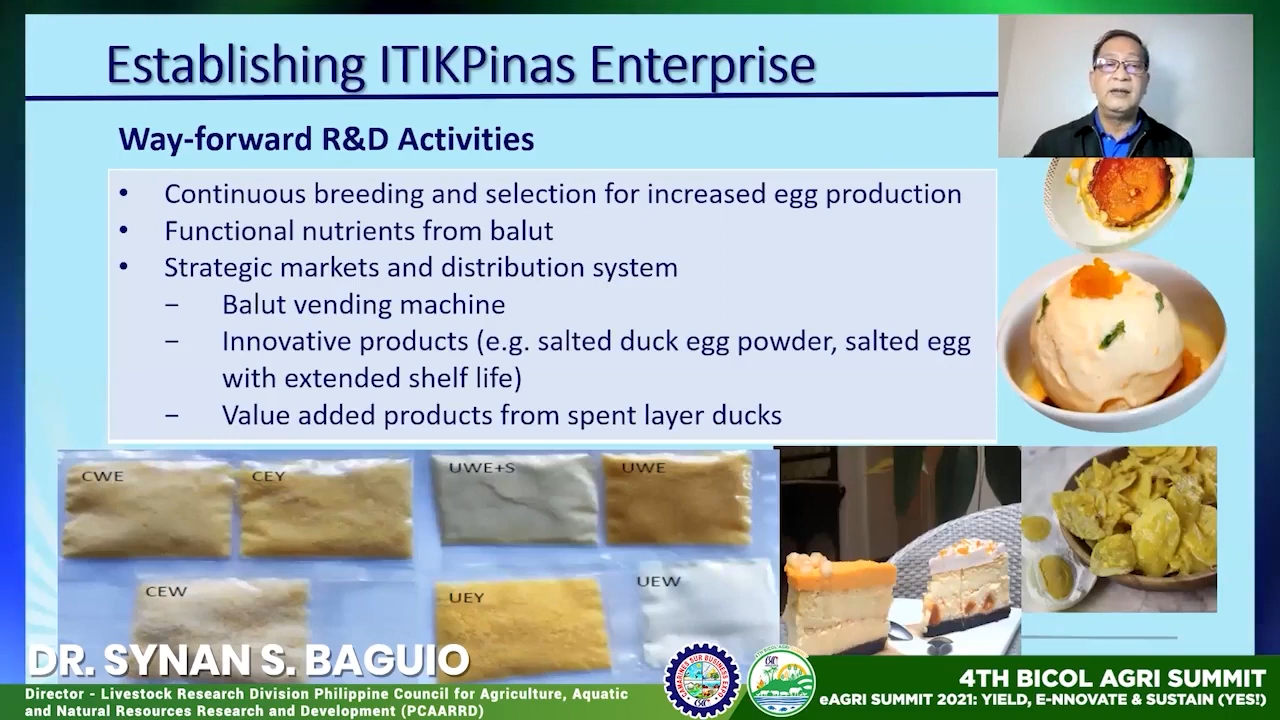 Establishing ITIKPinas Enterprise
Way-forward R&D Activities
• Continuous breeding and selection for increased egg production
• Functional nutrients from balut
• Strategic markets and distribution system
− Balut vending machine
− Innovative products (e.g. salted duck egg powder, salted egg
with extended shelf life)
− Value added products from spent layer ducks
CWE
CEY
UWE+S
UWE
CEW
UEY
UEW
DR. SYNAN S. BAGUIO
Director - Livestock Research Division Philippine Council for Agriculture, Aquatic
and Natural Resources Research and Development (PCAARRD)
4TH BICOL AGRI SUMMIT
eAGRI SUMMIT 2021: YIELD, E-NNOVATE & SUSTAIN (YES!)